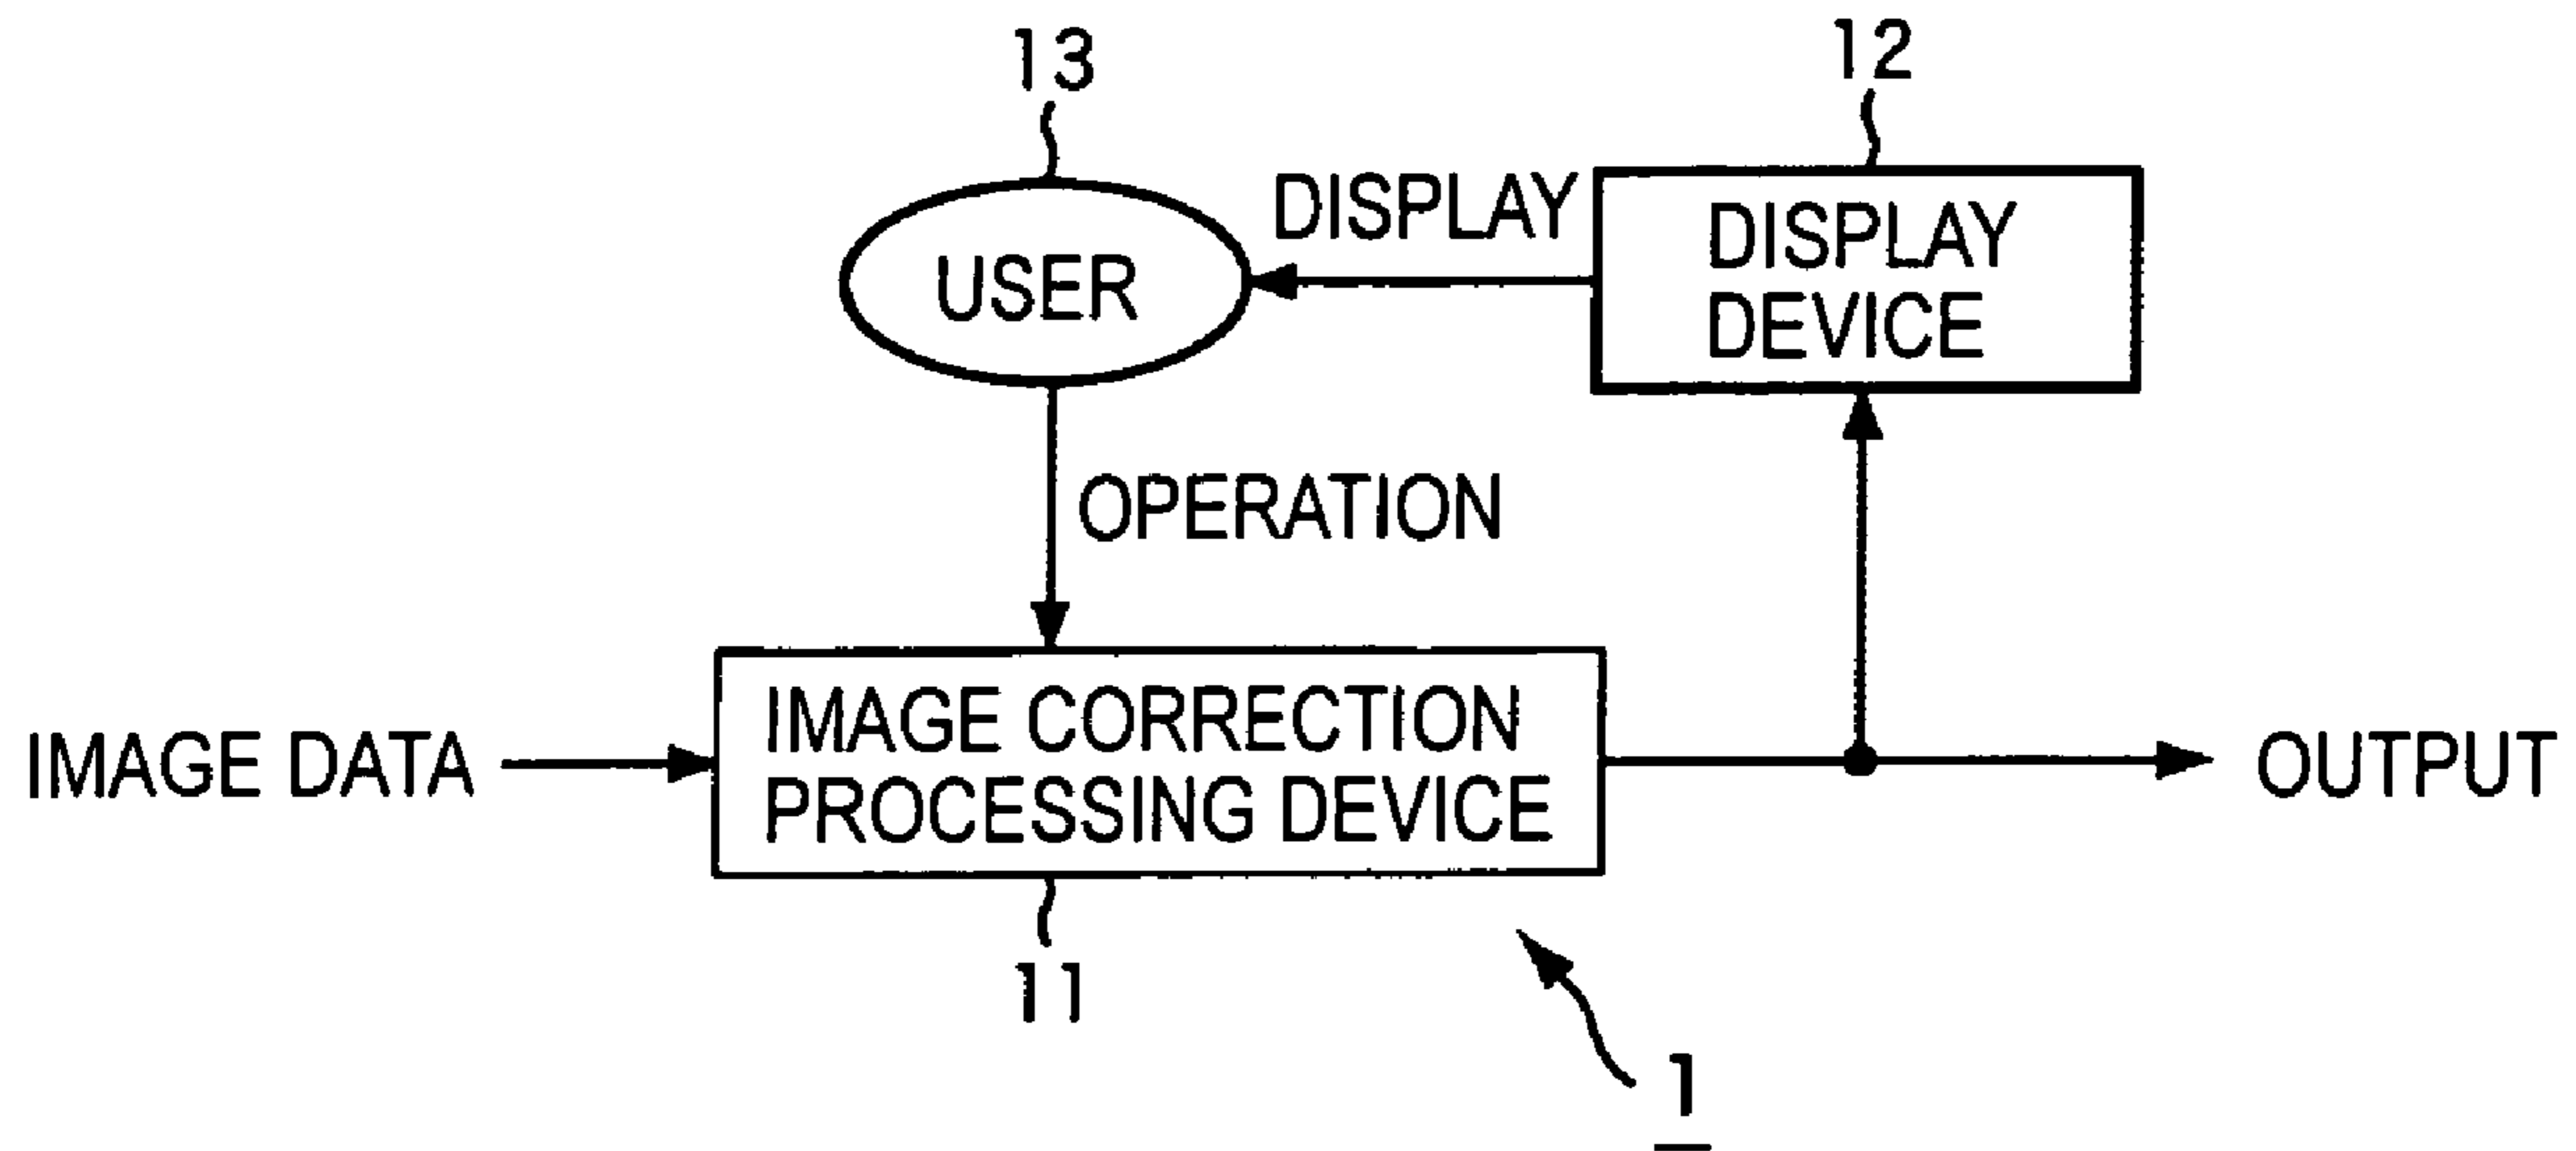 13
12
DISPLAY
DISPLAY
DEVICE
USER
OPERATION
IMAGE DATA
IMAGE CORRECTION
PROCESSING DEVICE
OUTPUT
11
1